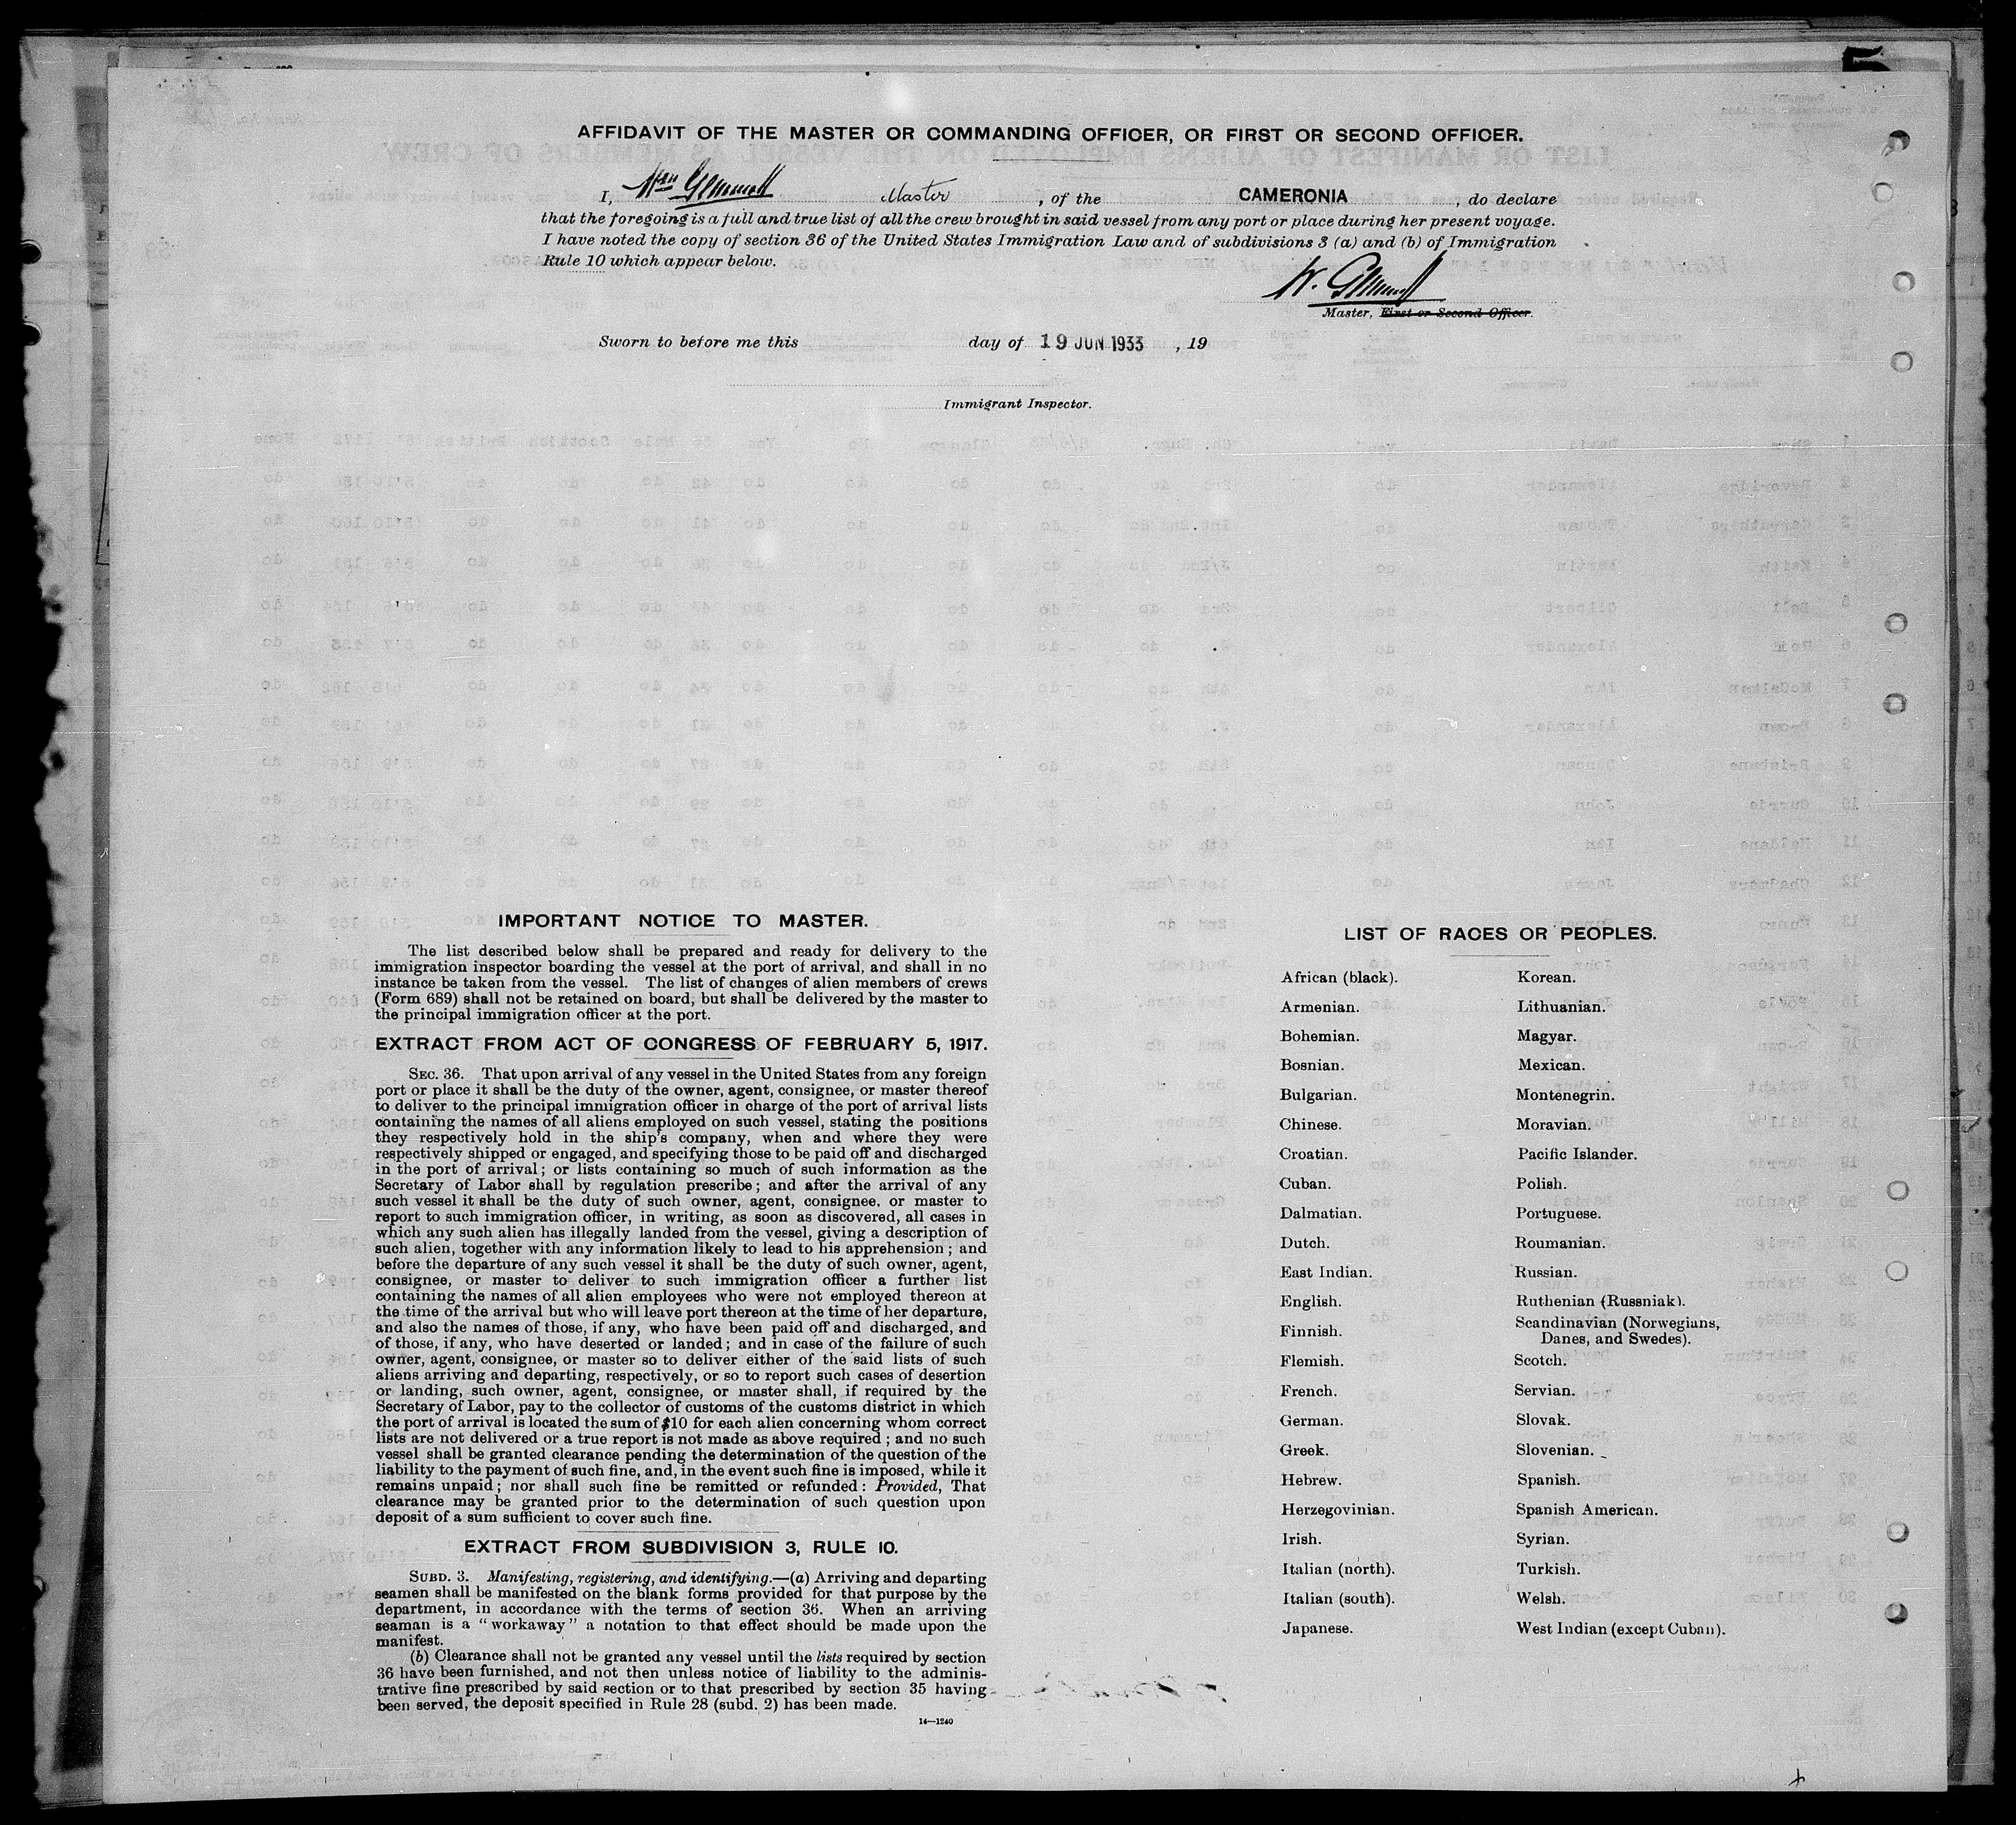 AFFIDAVIT OF THE MASTER OR COMMANDING OFFICER, OR FIRST OR SECOND OFFICER.
I, Wm Gemmell Master, of the CAMERONIA, do declare
that the foregoing is a full and true list of all the crew brought in said vessel from any port or place during her present voyage.
I have noted the copy of section 36 of the United States Immigration Law and of subdivisions 3 (a) and (b) of Immigration
Rule 10 which appear below.
W. Gemmell
Master, First or Second Officer.
Sworn to before me this day of 19 JUN 1933, 19
Immigrant Inspector.
IMPORTANT NOTICE TO MASTER.
The list described below shall be prepared and ready for delivery to the
immigration inspector boarding the vessel at the port of arrival, and shall in no
instance be taken from the vessel. The list of changes of alien members of crews
(Form 689) shall not be retained on board, but shall be delivered by the master to
the principal immigration officer at the port.
EXTRACT FROM ACT OF CONGRESS OF FEBRUARY 5, 1917.
SEC. 36. That upon arrival of any vessel in the United States from any foreign
port or place it shall be the duty of the owner, agent, consignee, or master thereof
to deliver to the principal immigration officer in charge of the port of arrival lists
containing the names of all aliens employed on such vessel, stating the positions
they respectively hold in the ship's company, when and where they were
respectively shipped or engaged, and specifying those to be paid off and discharged
in the port of arrival; or lists containing so much of such information as the
Secretary of Labor shall by regulation prescribe; and after the arrival of any
such vessel it shall be the duty of such owner, agent, consignee, or master to
report to such immigration officer, in writing, as soon as discovered, all cases in
which any such alien has illegally landed from the vessel, giving a description of
such alien, together with any information likely to lead to his apprehension; and
before the departure of any such vessel it shall be the duty of such owner, agent,
consignee, or master to deliver to such immigration officer a further list
containing the names of all alien employees who were not employed thereon at
the time of the arrival but who will leave port thereon at the time of her departure,
and also the names of those, if any, who have been paid off and discharged, and
of those, if any, who have deserted or landed; and in case of the failure of such
owner, agent, consignee, or master so to deliver either of the said lists of such
aliens arriving and departing, respectively, or so to report such cases of desertion
or landing, such owner, agent, consignee, or master shall, if required by the
Secretary of Labor, pay to the collector of customs of the customs district in which
the port of arrival is located the sum of $10 for each alien concerning whom correct
lists are not delivered or a true report is not made as above required; and no such
vessel shall be granted clearance pending the determination of the question of the
liability to the payment of such fine, and, in the event such fine is imposed, while it
remains unpaid; nor shall such fine be remitted or refunded: Provided, That
clearance may be granted prior to the determination of such question upon
deposit of a sum sufficient to cover such fine.
EXTRACT FROM SUBDIVISION 3, RULE 10.
SUBD. 3. Manifesting, registering, and identifying.—(a) Arriving and departing
seamen shall be manifested on the blank forms provided for that purpose by the
department, in accordance with the terms of section 36. When an arriving
seaman is a "workaway" a notation to that effect should be made upon the
manifest.
(b) Clearance shall not be granted any vessel until the lists required by section
36 have been furnished, and not then unless notice of liability to the adminis-
trative fine prescribed by said section or to that prescribed by section 35 having
been served, the deposit specified in Rule 28 (subd. 2) has been made.
14—1240
LIST OF RACES OR PEOPLES.
African (black).
Armenian.
Bohemian.
Bosnian.
Bulgarian.
Chinese.
Croatian.
Cuban.
Dalmatian.
Dutch.
East Indian.
English.
Finnish.
Flemish.
French.
German.
Greek.
Hebrew.
Herzegovinian.
Irish.
Italian (north).
Italian (south).
Japanese.
Korean.
Lithuanian.
Magyar.
Mexican.
Montenegrin.
Moravian.
Pacific Islander.
Polish.
Portuguese.
Roumanian.
Russian.
Ruthenian (Russniak).
Scandinavian (Norwegians,
Danes, and Swedes).
Scotch.
Servian.
Slovak.
Slovenian.
Spanish.
Spanish American.
Syrian.
Turkish.
Welsh.
West Indian (except Cuban).